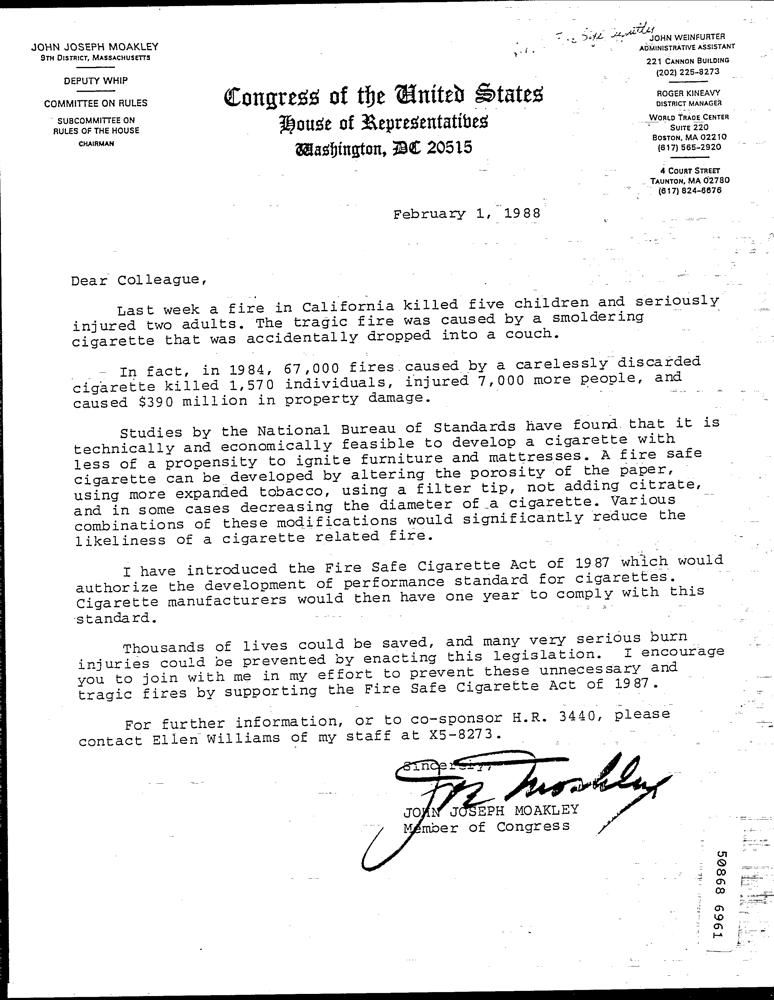 JOHN JOSEPH MOAKLEY
9TH DISTRICT, MASSACHUSETTS
DEPUTY WHIP
COMMITTEE ON RULES
SUBCOMMITTEE ON
RULES OF THE HOUSE
CHAIRMAN
Congress of the United States
House of Representatives
Washington, DC 20515
JOHN WEINFURTER
ADMINISTRATIVE ASSISTANT
221 CANNON BUILDING
(202) 225-8273
ROGER KINEAVY
DISTRICT MANAGER
WORLD TRADE CENTER
SUITE 220
BOSTON, MA 02210
(617) 565-2920
4 COURT STREET
TAUNTON, MA 02780
(617) 824-6676
February 1, 1988
Dear Colleague,
Last week a fire in California killed five children and seriously
injured two adults. The tragic fire was caused by a smoldering
cigarette that was accidentally dropped into a couch.
In fact, in 1984, 67,000 fires caused by a carelessly discarded
cigarette killed 1,570 individuals, injured 7,000 more people, and
caused $390 million in property damage.
Studies by the National Bureau of Standards have found that it is
technically and economically feasible to develop a cigarette with
less of a propensity to ignite furniture and mattresses. A fire safe
cigarette can be developed by altering the porosity of the paper,
using more expanded tobacco, using a filter tip, not adding citrate,
and in some cases decreasing the diameter of a cigarette. Various
combinations of these modifications would significantly reduce the
likeliness of a cigarette related fire.
I have introduced the Fire Safe Cigarette Act of 1987 which would
authorize the development of performance standard for cigarettes.
Cigarette manufacturers would then have one year to comply with this
standard.
Thousands of lives could be saved, and many very serious burn
injuries could be prevented by enacting this legislation. I encourage
you to join with me in my effort to prevent these unnecessary and
tragic fires by supporting the Fire Safe Cigarette Act of 1987.
For further information, or to co-sponsor H.R. 3440, please
contact Ellen Williams of my staff at X5-8273.
Sincerely,
Joe Moakley
JOHN JOSEPH MOAKLEY
Member of Congress
50868 6961